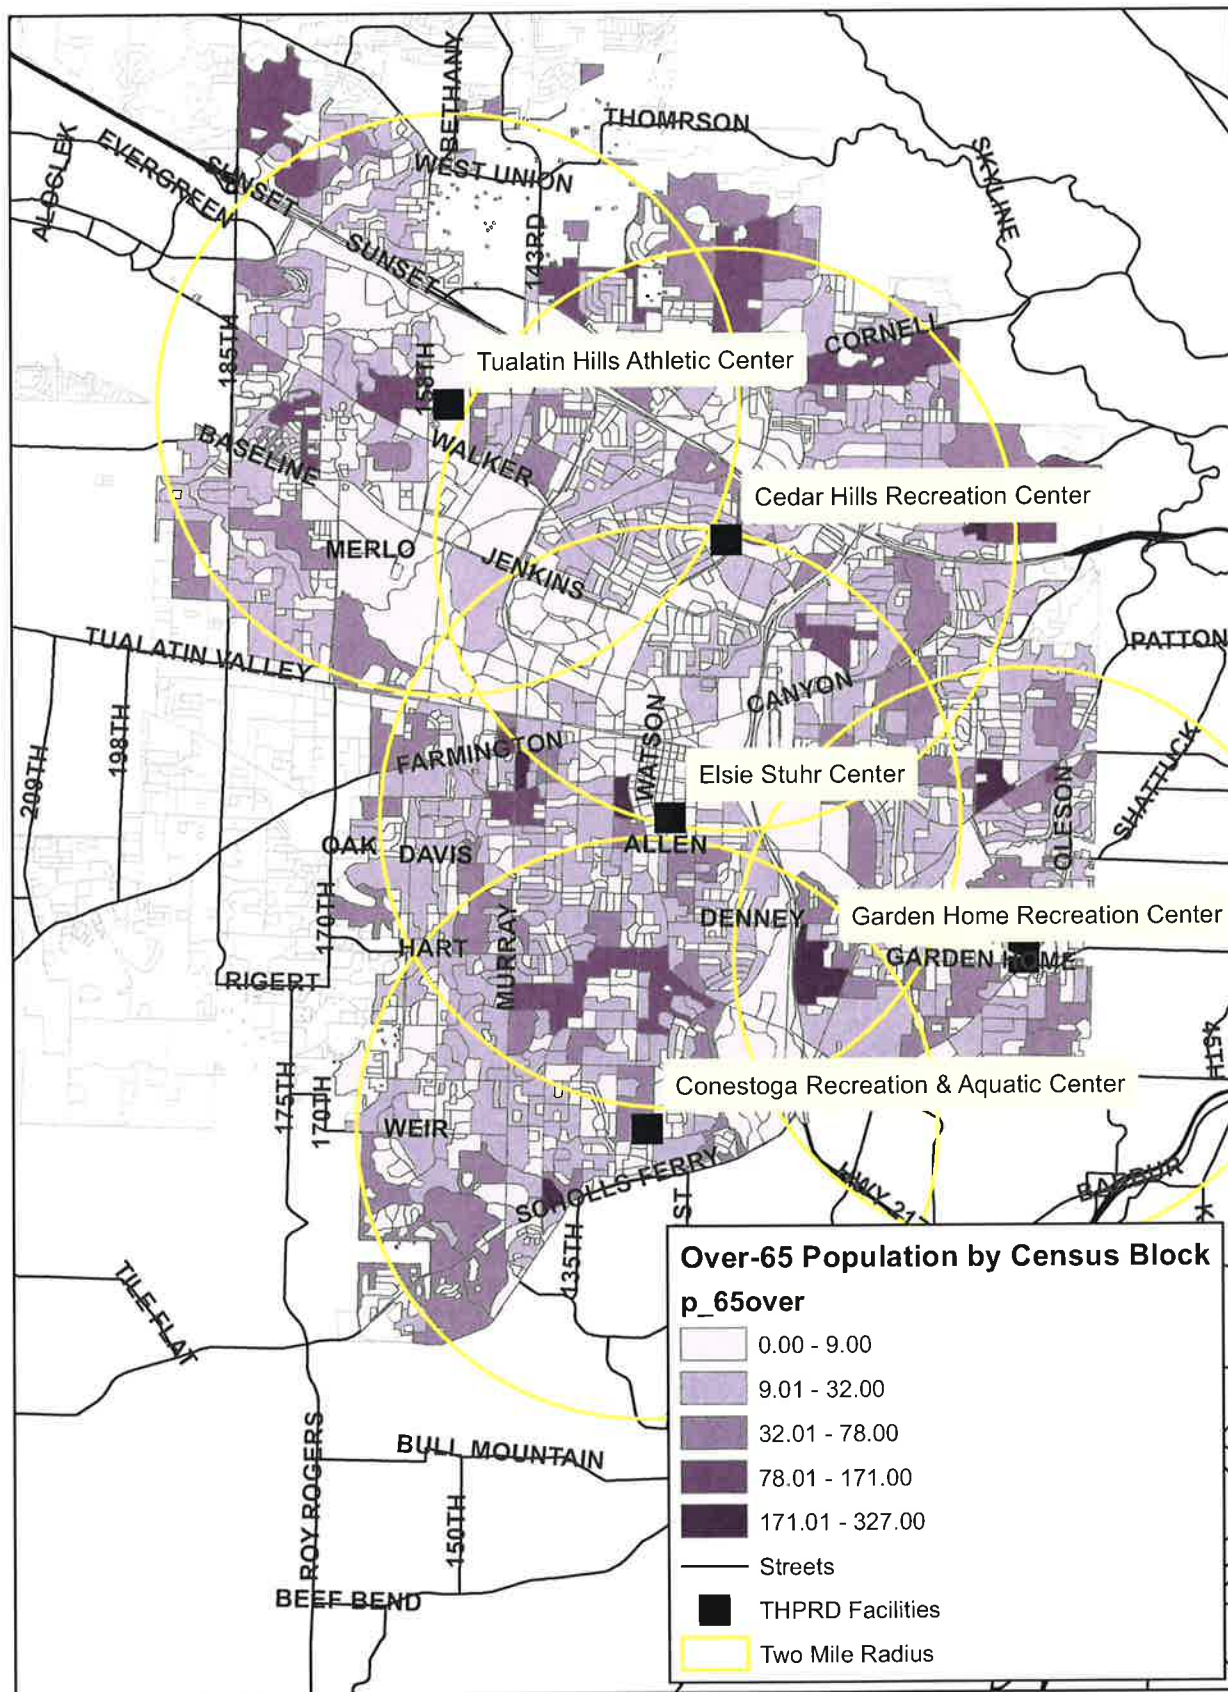 BETHANY
THOMRSON
ALOCLEK
EVERGREEN
SUNSET
WEST UNION
SKYLINE
SUNSET
143RD
185TH
158TH
CORNELL
Tualatin Hills Athletic Center
BASELINE
WALKER
Cedar Hills Recreation Center
MERLO
JENKINS
TUALATIN VALLEY
PATTON
209TH
198TH
CANYON
WATSON
FARMINGTON
Elsie Stuhr Center
OLESON
SHATTUCK
OAK
DAVIS
ALLEN
170TH
MURRAY
DENNEY
Garden Home Recreation Center
HART
GARDEN HOME
RIGERT
45TH
175TH
170TH
Conestoga Recreation & Aquatic Center
WEIR
SCHOLLS FERRY
HWY 217
BARBUR
ST
K
135TH
TILE FLAT
ROY ROGERS
BULL MOUNTAIN
150TH
BEEF BEND
Over-65 Population by Census Block
p_65over
0.00 - 9.00
9.01 - 32.00
32.01 - 78.00
78.01 - 171.00
171.01 - 327.00
Streets
THPRD Facilities
Two Mile Radius